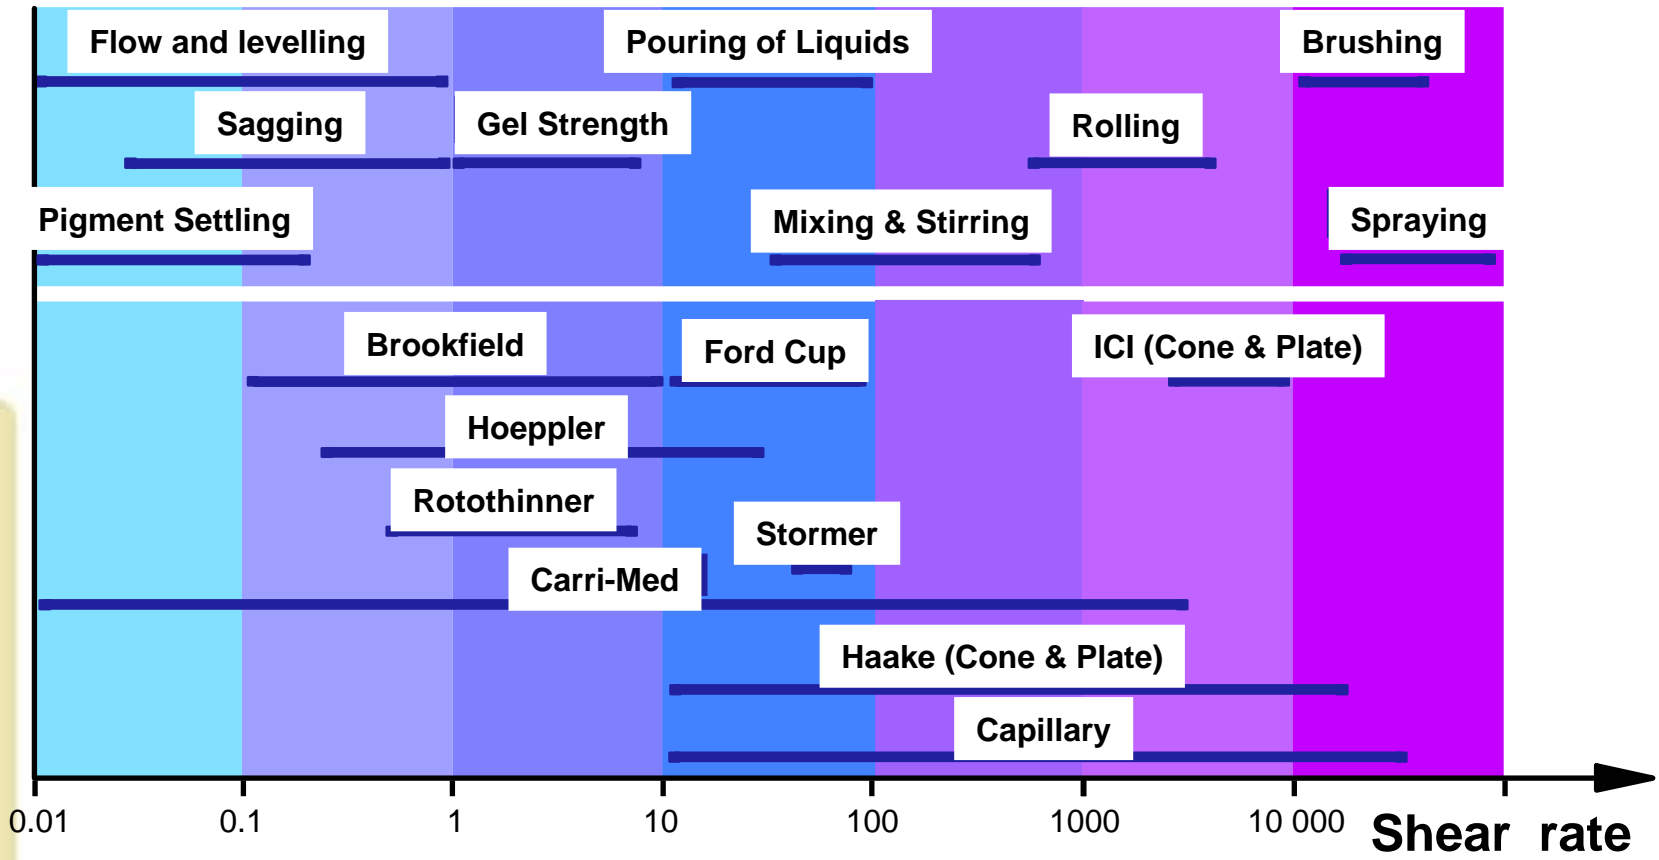 Flow and levelling
Pouring of Liquids
Brushing
Sagging
Gel Strength
Rolling
Pigment Settling
Mixing & Stirring
Spraying
Brookfield
Ford Cup
ICI (Cone & Plate)
Hoeppler
Rotothinner
Stormer
Carri-Med
Haake (Cone & Plate)
Capillary
0.01 0.1 1 10 100 1000 10 000
Shear rate